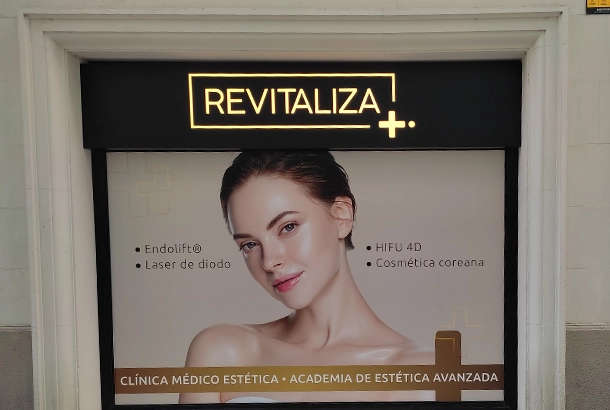 REVITALIZA
• Endolift®
• Laser de diodo
• HIFU 4D
• Cosmética coreana
CLÍNICA MÉDICO ESTÉTICA • ACADEMIA DE ESTÉTICA AVANZADA